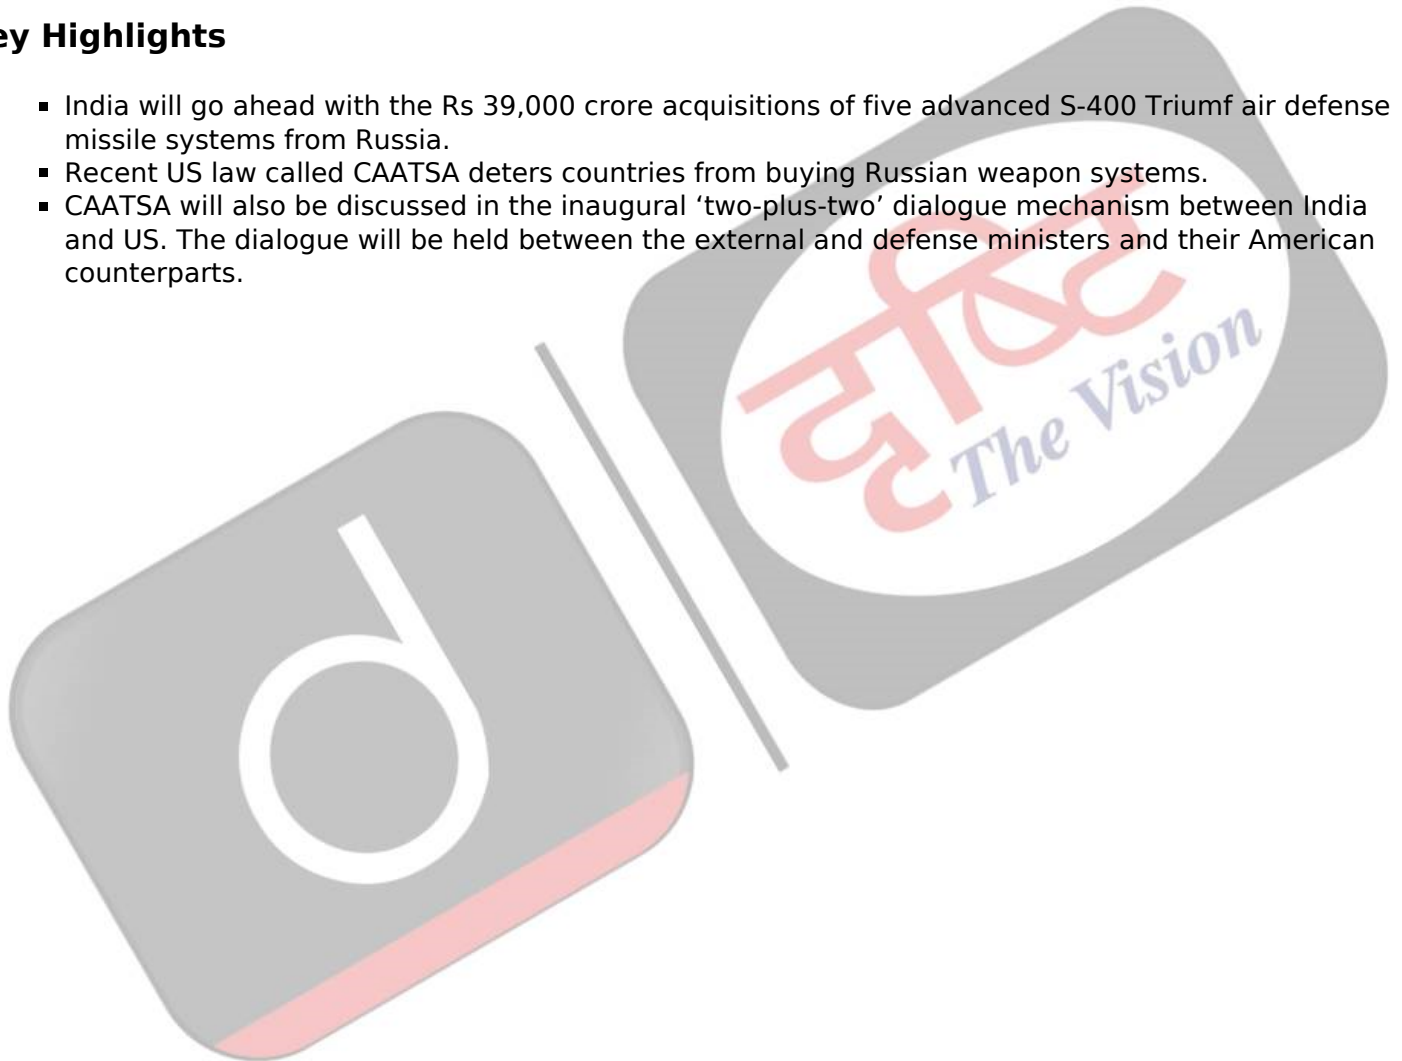 ey Highlights
▪ India will go ahead with the Rs 39,000 crore acquisitions of five advanced S-400 Triumf air defense
missile systems from Russia.
▪ Recent US law called CAATSA deters countries from buying Russian weapon systems.
▪ CAATSA will also be discussed in the inaugural ‘two-plus-two’ dialogue mechanism between India
and US. The dialogue will be held between the external and defense ministers and their American
counterparts.
दृष्टि
The Vision
d